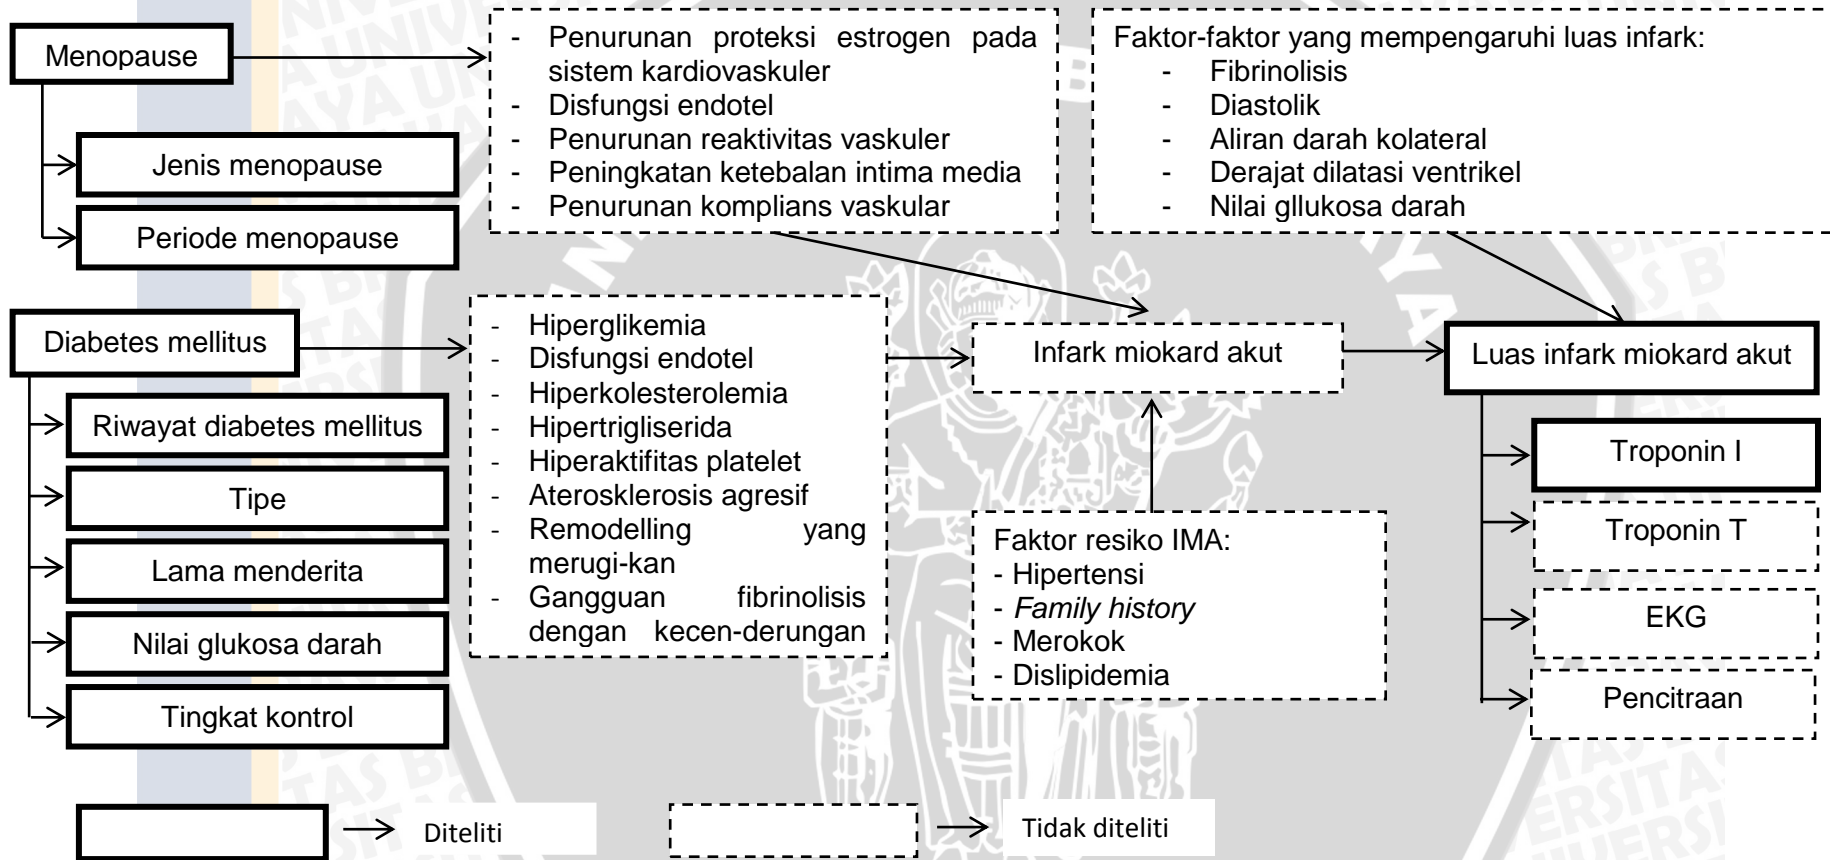 Menopause
Jenis menopause
Periode menopause
- Penurunan proteksi estrogen pada
sistem kardiovaskuler
- Disfungsi endotel
- Penurunan reaktivitas vaskuler
- Peningkatan ketebalan intima media
- Penurunan komplians vaskular
Faktor-faktor yang mempengaruhi luas infark:
- Fibrinolisis
- Diastolik
- Aliran darah kolateral
- Derajat dilatasi ventrikel
- Nilai gllukosa darah
Diabetes mellitus
Riwayat diabetes mellitus
Tipe
Lama menderita
Nilai glukosa darah
Tingkat kontrol
- Hiperglikemia
- Disfungsi endotel
- Hiperkolesterolemia
- Hipertrigliserida
- Hiperaktifitas platelet
- Aterosklerosis agresif
- Remodelling yang
merugi-kan
- Gangguan fibrinolisis
dengan kecen-derungan
Infark miokard akut
Faktor resiko IMA:
- Hipertensi
- Family history
- Merokok
- Dislipidemia
Luas infark miokard akut
Troponin I
Troponin T
EKG
Pencitraan
Diteliti
Tidak diteliti